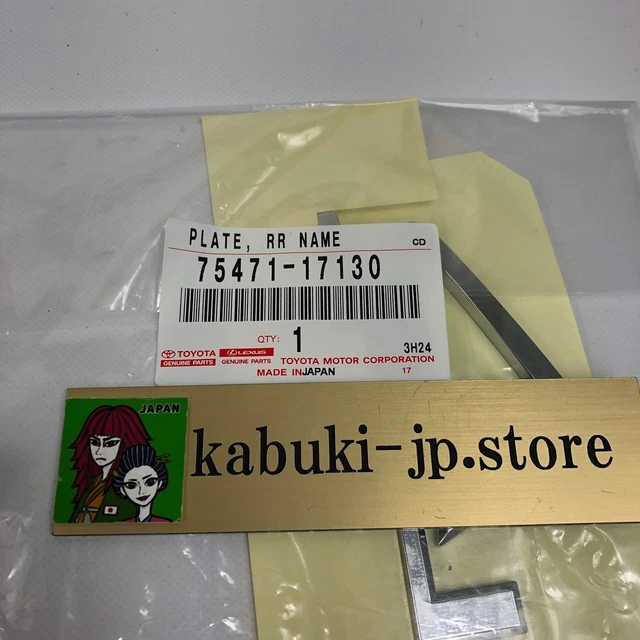 PLATE, RR NAME
CD
75471-17130
QTY: 1
3H24
TOYOTA LEXUS TOYOTA MOTOR CORPORATION
GENUINE PARTS GENUINE PARTS
MADE IN JAPAN 17
JAPAN
kabuki-jp.store